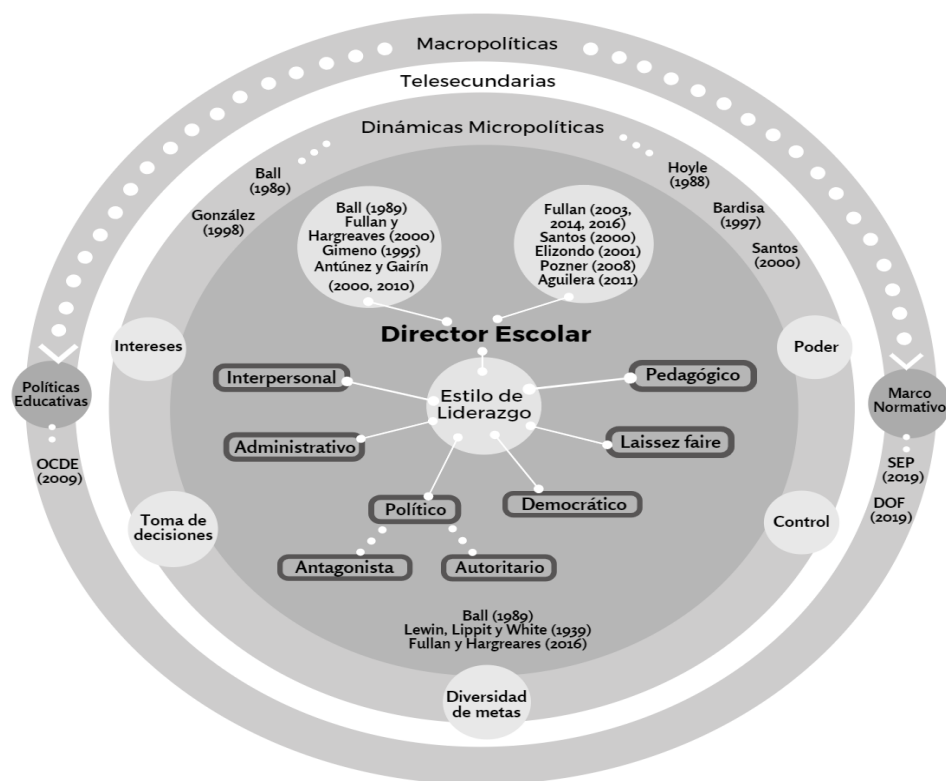 Macropolíticas
Telesecundarias
Dinámicas Micropolíticas
Ball
(1989)
González
(1998)
Hoyle
(1988)
Bardisa
(1997)
Santos
(2000)
Ball (1989)
Fullan y
Hargreaves (2000)
Gimeno (1995)
Antúnez y Gairín
(2000, 2010)
Fullan (2003,
2014, 2016)
Santos (2000)
Elizondo (2001)
Pozner (2008)
Aguilera (2011)
Director Escolar
Intereses
Poder
Interpersonal
Estilo de
Liderazgo
Pedagógico
Políticas
Educativas
Marco
Normativo
Administrativo
Laissez faire
OCDE
(2009)
SEP
(2019)
DOF
(2019)
Político
Democrático
Toma de
decisiones
Control
Antagonista
Autoritario
Ball (1989)
Lewin, Lippit y White (1939)
Fullan y Hargreares (2016)
Diversidad
de metas